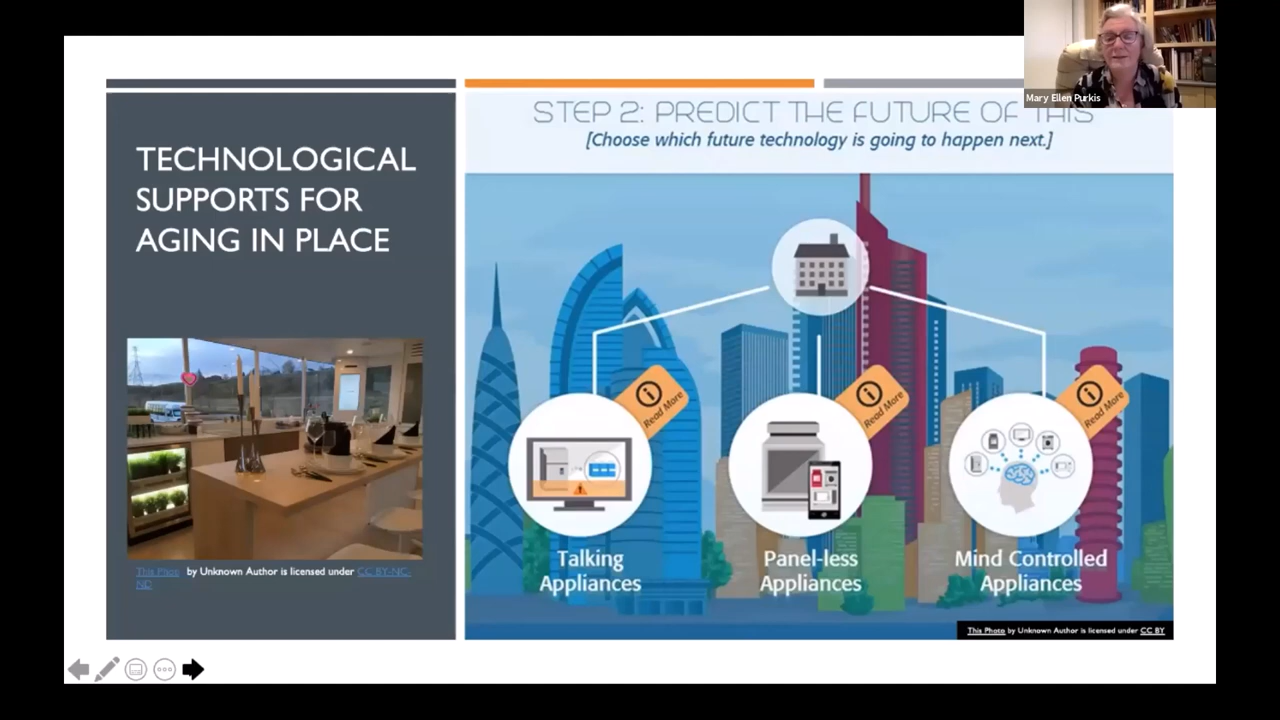 Mary Ellen Purkis
TECHNOLOGICAL
SUPPORTS FOR
AGING IN PLACE
This Phot by Unknown Author is licensed under CC BY-NC-
ND
STEP 2: PREDICT THE FUTURE OF THIS
[Choose which future technology is going to happen next.]
Read More
Read More
Read More
Talking
Appliances
Panel-less
Appliances
Mind Controlled
Appliances
This Photo by Unknown Author is licensed under CC BY